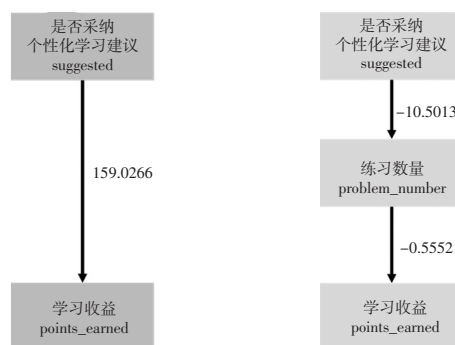 是否采纳
个性化学习建议
suggested
159.0266
学习收益
points_earned
是否采纳
个性化学习建议
suggested
-10.5013
练习数量
problem_number
-0.5552
学习收益
points_earned